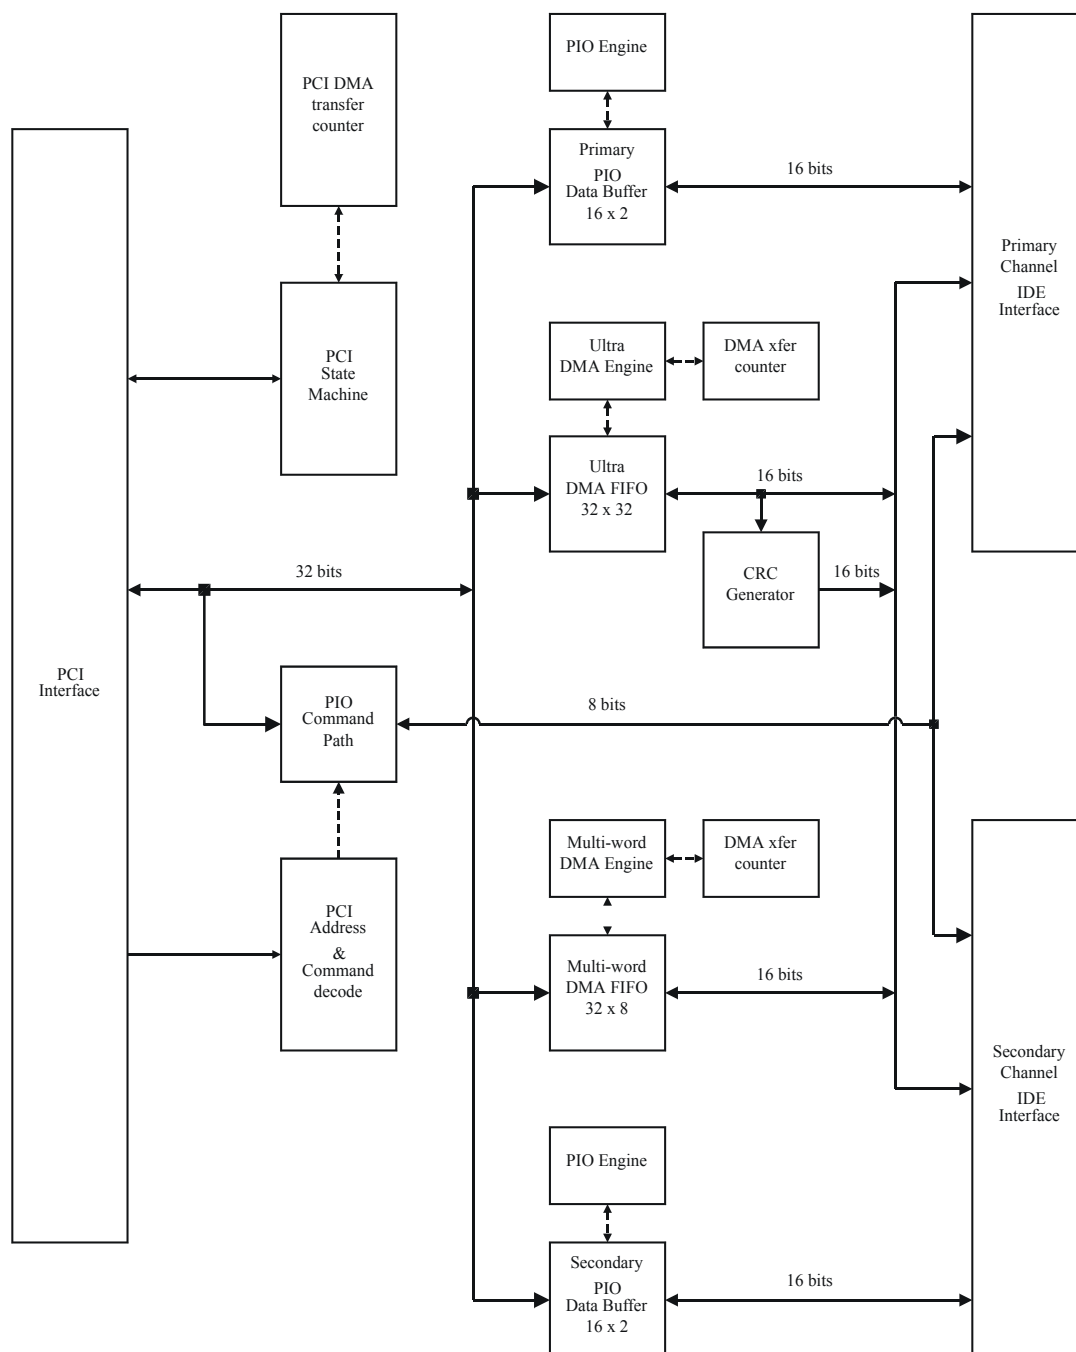 PCI
Interface
PCI DMA
transfer
counter
PCI
State
Machine
32 bits
PIO
Command
Path
PCI
Address
&
Command
decode
PIO Engine
Primary
PIO
Data Buffer
16 x 2
16 bits
Ultra
DMA Engine
DMA xfer
counter
Ultra
DMA FIFO
32 x 32
16 bits
CRC
Generator
16 bits
8 bits
Multi-word
DMA Engine
DMA xfer
counter
Multi-word
DMA FIFO
32 x 8
16 bits
PIO Engine
Secondary
PIO
Data Buffer
16 x 2
16 bits
Primary
Channel
IDE
Interface
Secondary
Channel
IDE
Interface